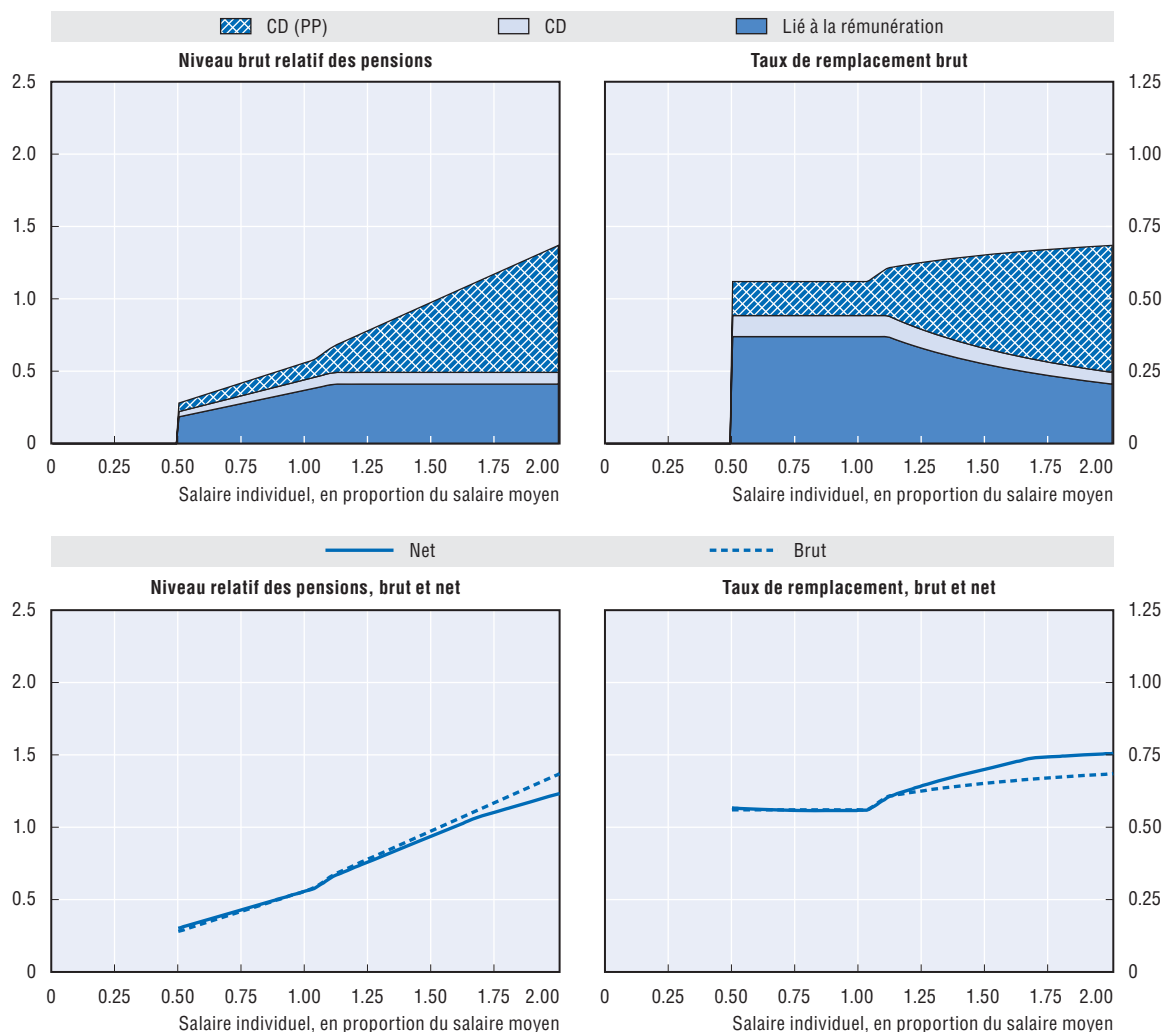 CD (PP) CD Lié à la rémunération
Niveau brut relatif des pensions Taux de remplacement brut
2.5 1.25
2.0 1.00
1.5 0.75
1.0 0.50
0.5 0.25
0 0
0 0.25 0.50 0.75 1.00 1.25 1.50 1.75 2.00 0 0.25 0.50 0.75 1.00 1.25 1.50 1.75 2.00
Salaire individuel, en proportion du salaire moyen Salaire individuel, en proportion du salaire moyen
Net Brut
Niveau relatif des pensions, brut et net Taux de remplacement, brut et net
2.5 1.25
2.0 1.00
1.5 0.75
1.0 0.50
0.5 0.25
0 0
0 0.25 0.50 0.75 1.00 1.25 1.50 1.75 2.00 0 0.25 0.50 0.75 1.00 1.25 1.50 1.75 2.00
Salaire individuel, en proportion du salaire moyen Salaire individuel, en proportion du salaire moyen